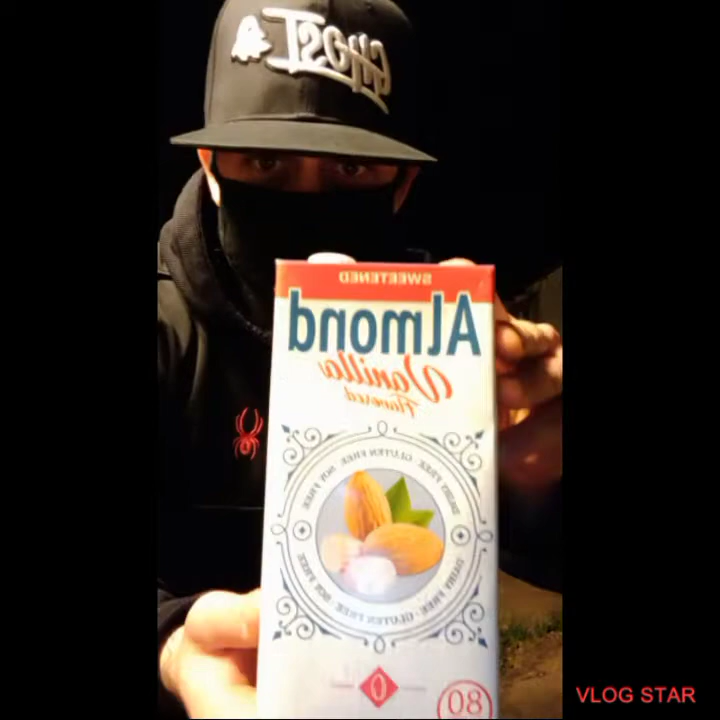 GHOST
SWEETENED
Almond
Vanilla
Flavored
DAIRY FREE · GLUTEN FREE · SOY FREE
DAIRY FREE · GLUTEN FREE · SOY FREE
80
VLOG STAR